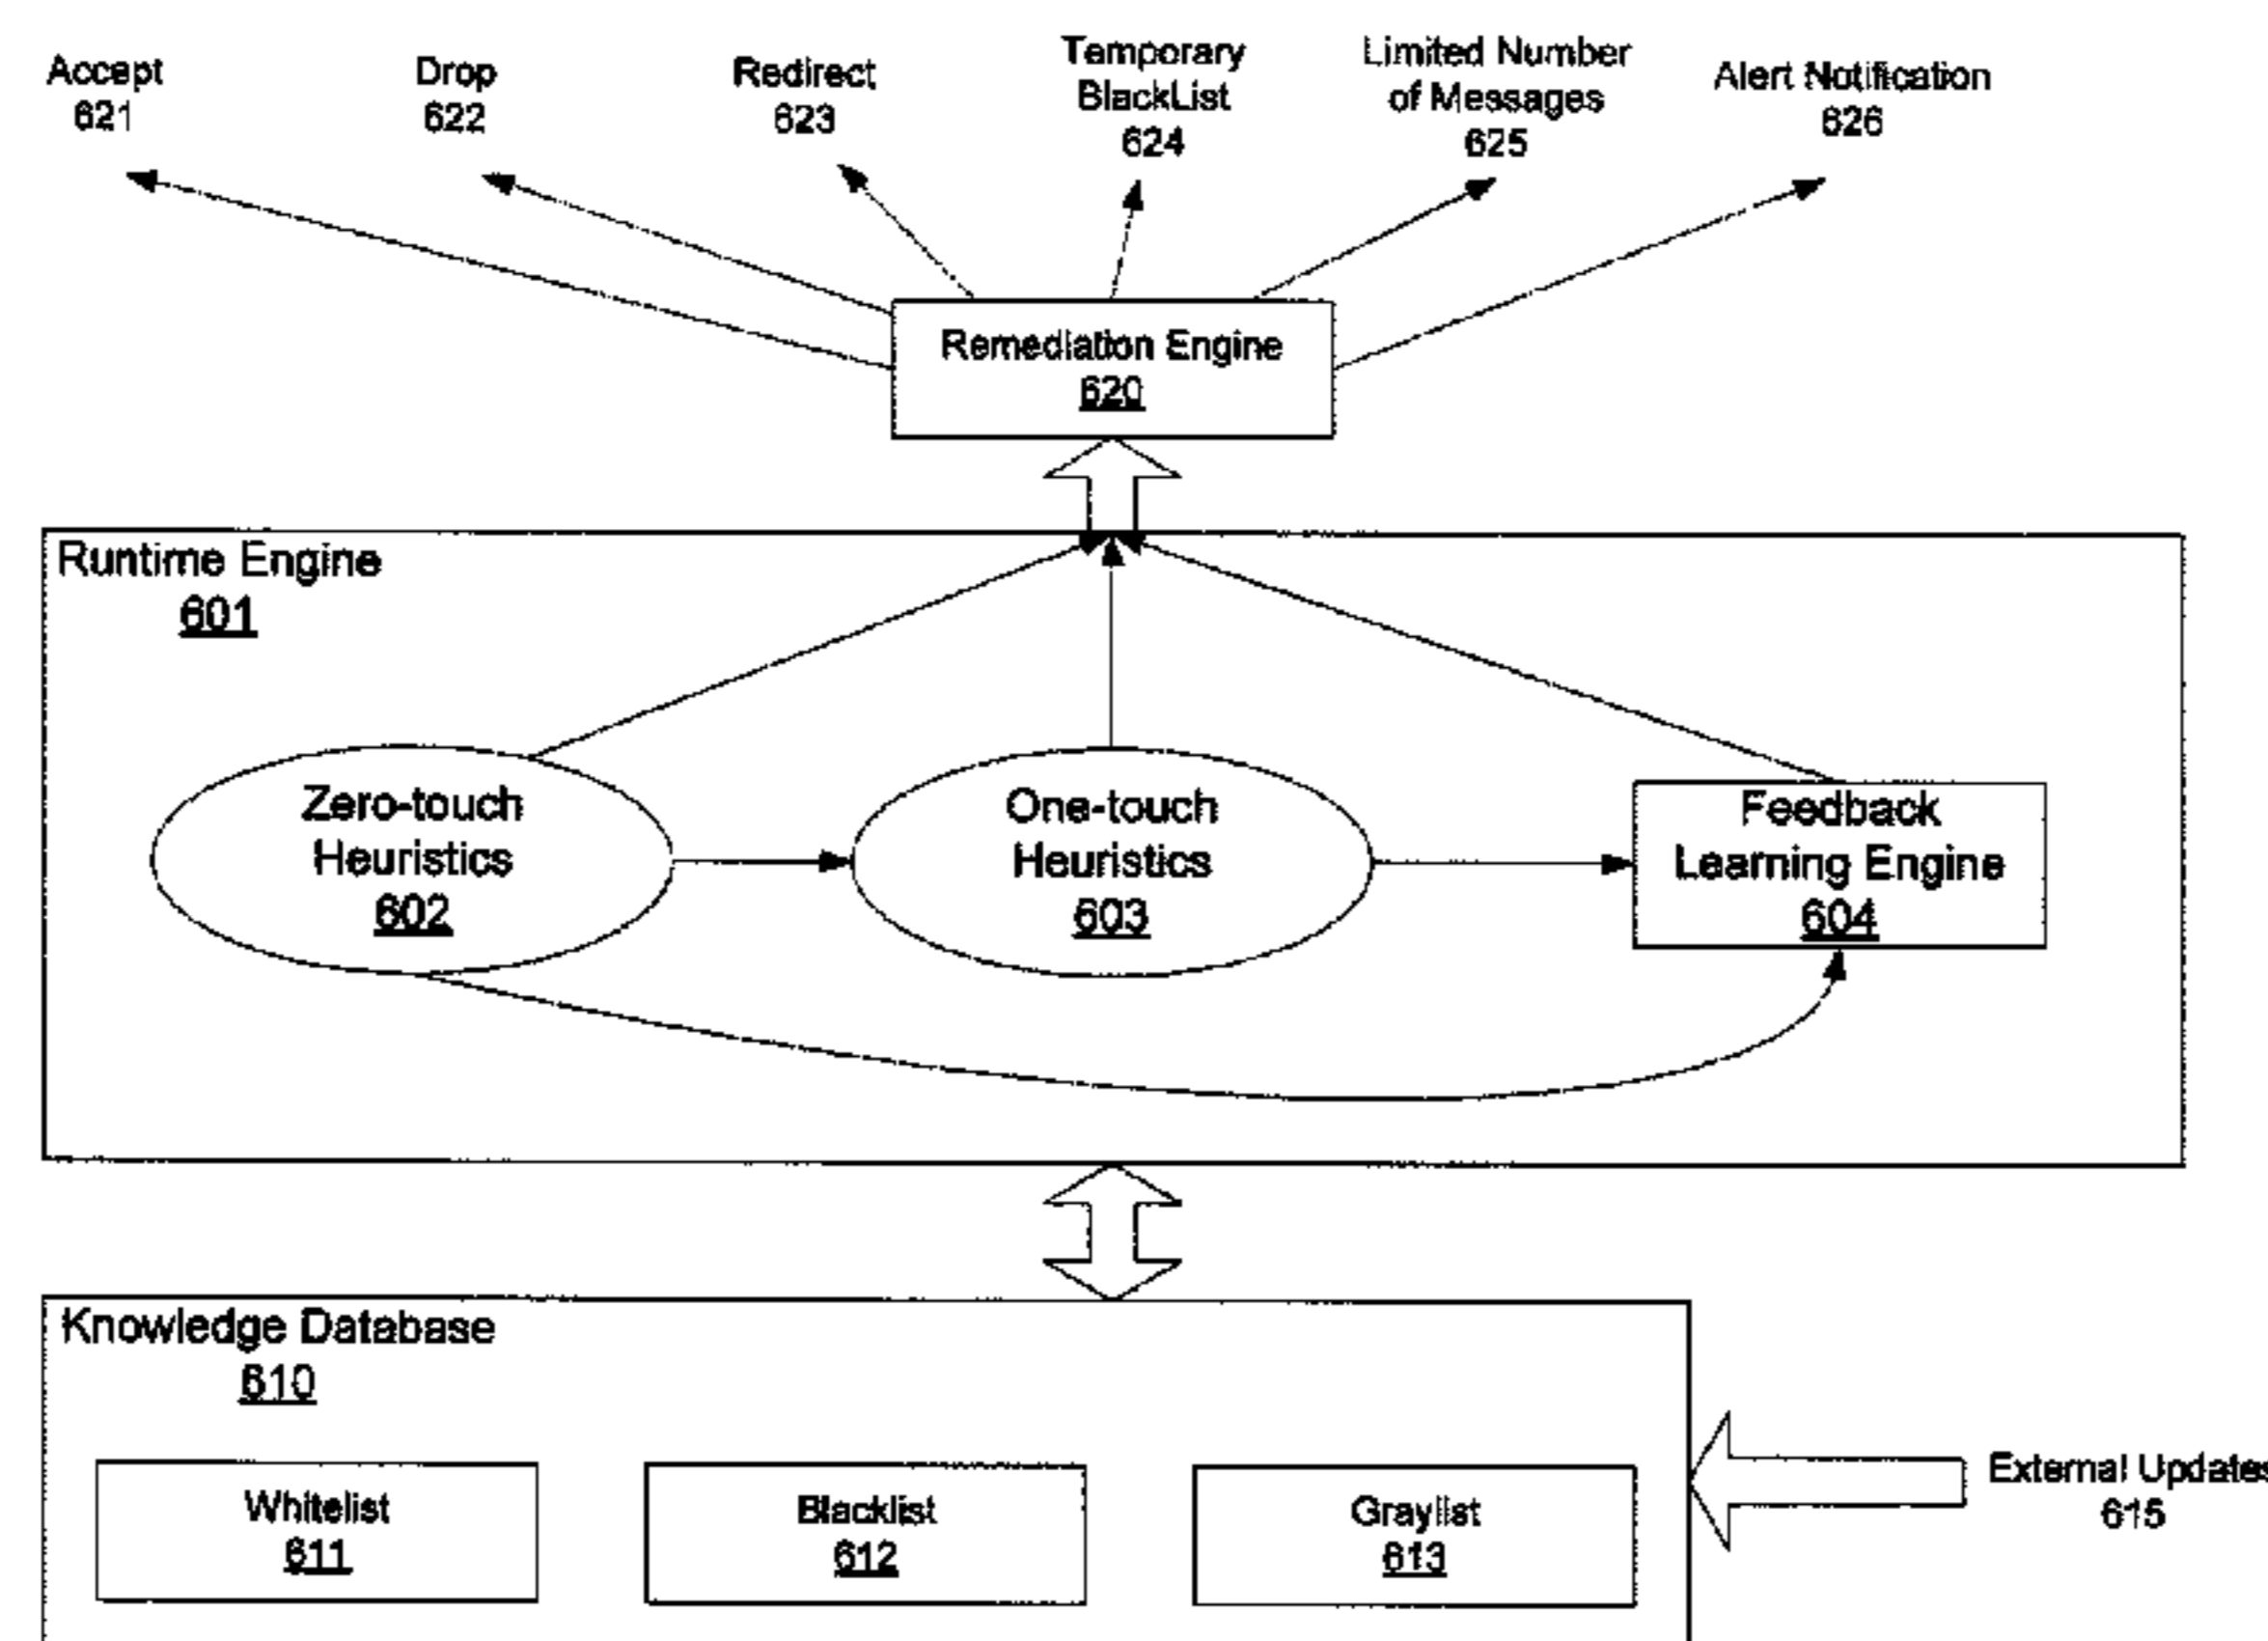 Accept
621
Drop
622
Redirect
623
Temporary
BlackList
624
Limited Number
of Messages
625
Alert Notification
626
Remediation Engine
620
Runtime Engine
601
Zero-touch
Heuristics
602
One-touch
Heuristics
603
Feedback
Learning Engine
604
Knowledge Database
610
Whitelist
611
Blacklist
612
Graylist
613
External Updates
615